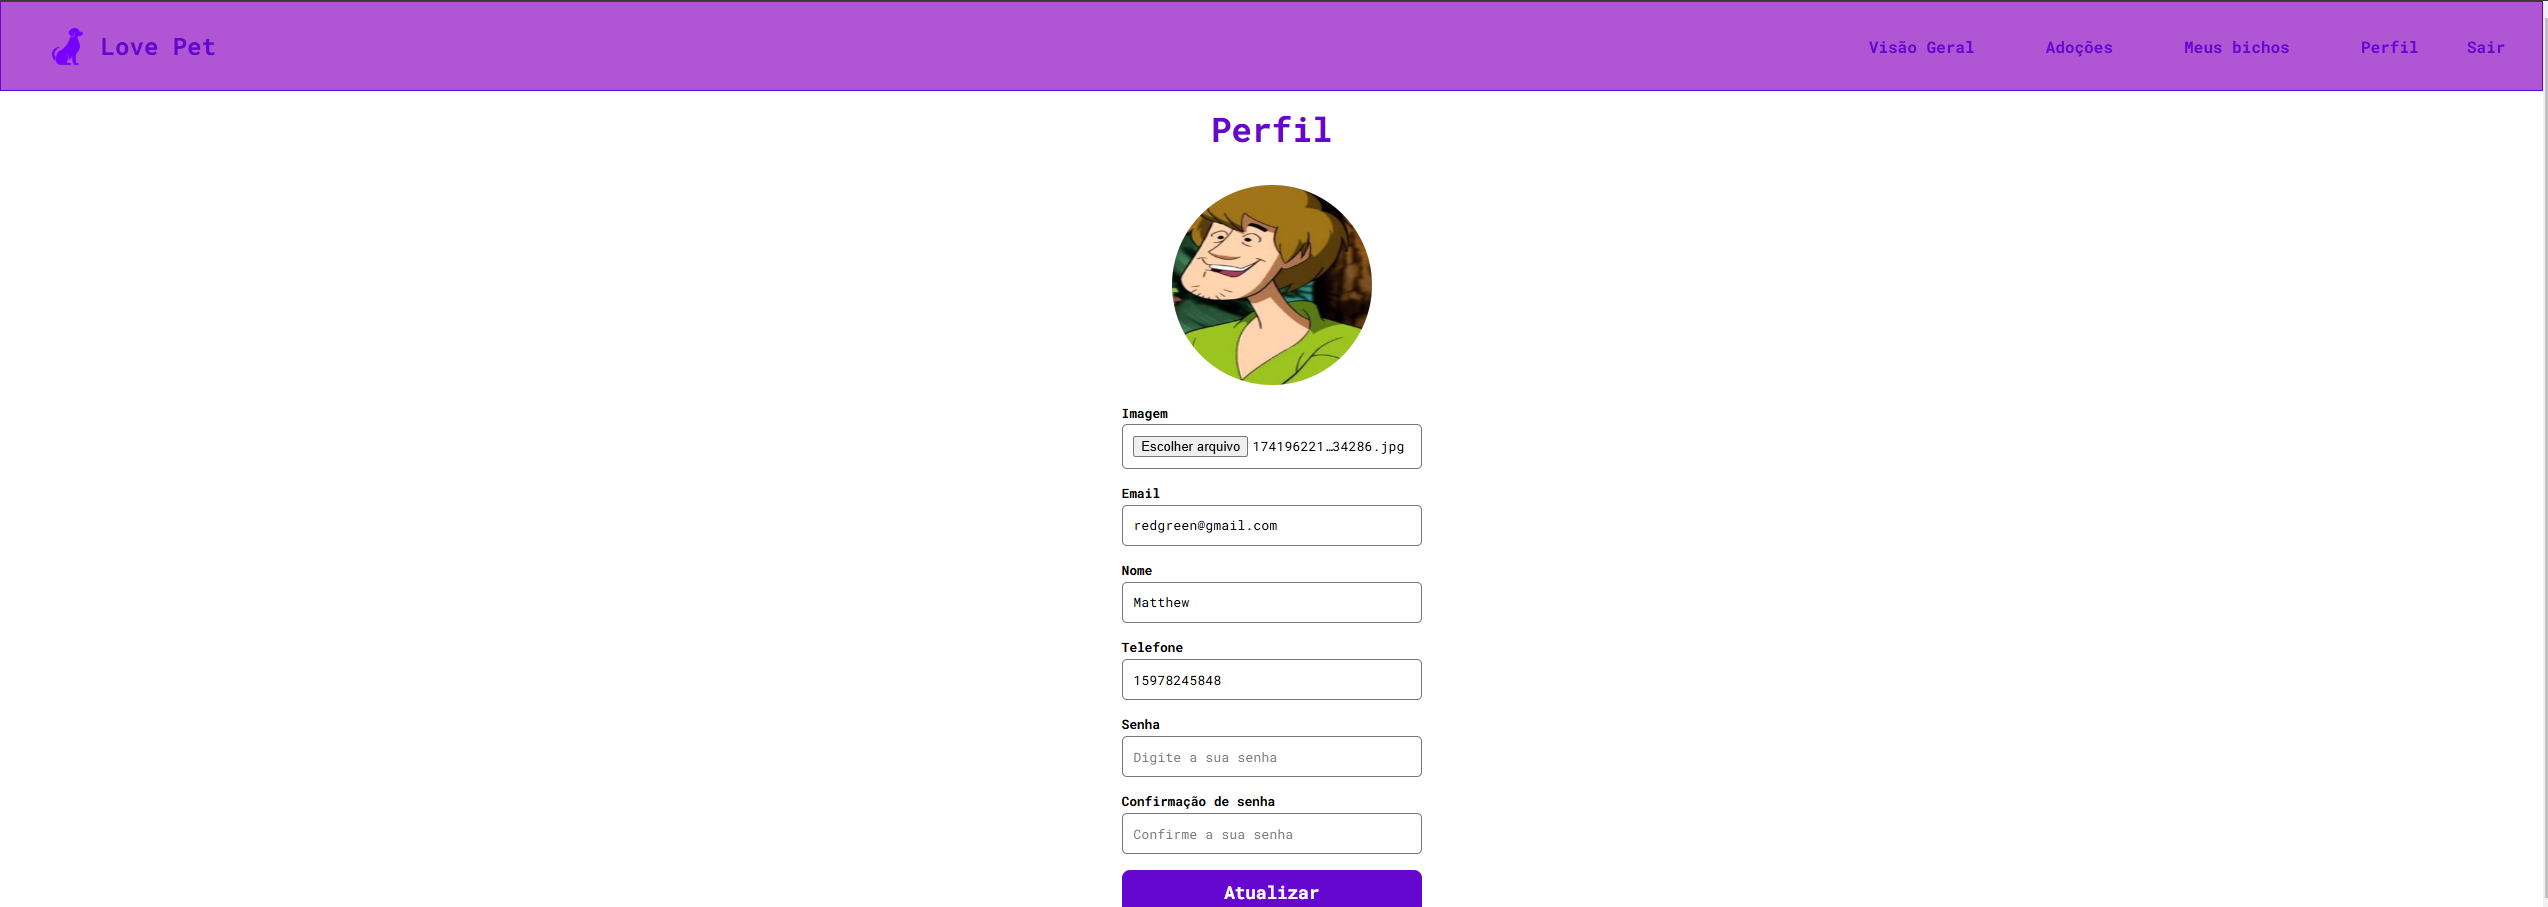 Love Pet
Visão Geral Adoções Meus bichos Perfil Sair
Perfil
Imagem
Escolher arquivo 174196221…34286.jpg
Email
redgreen@gmail.com
Nome
Matthew
Telefone
15978245848
Senha
Digite a sua senha
Confirmação de senha
Confirme a sua senha
Atualizar